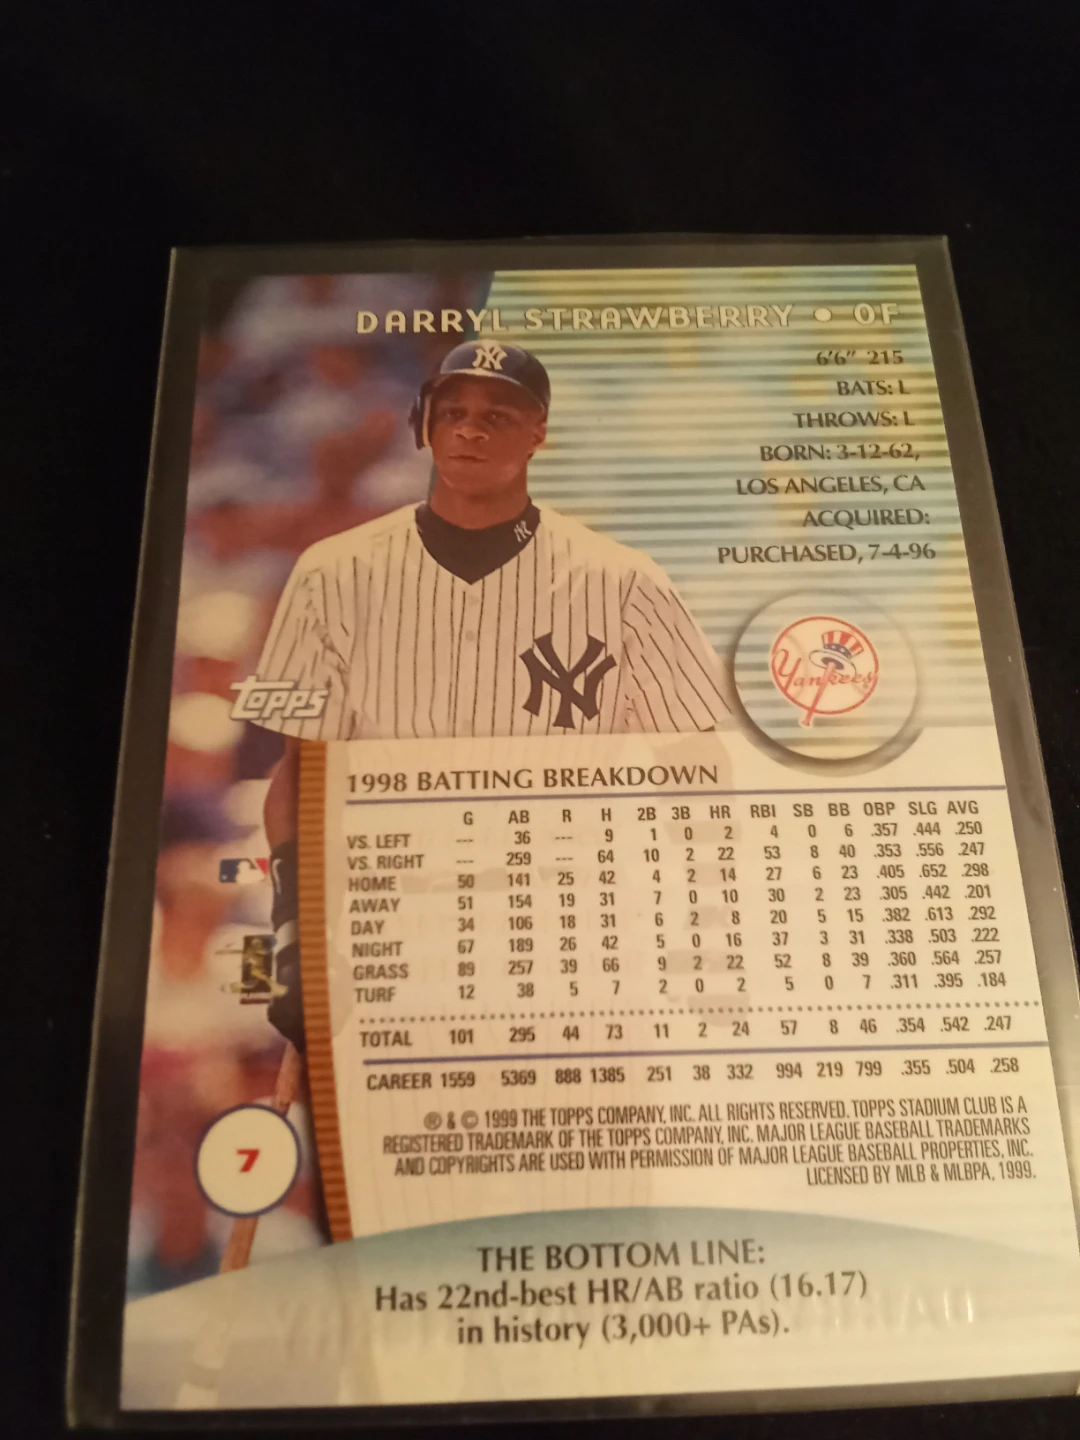 DARRYL STRAWBERRY • OF
6'6" 215
BATS: L
THROWS: L
BORN: 3-12-62,
LOS ANGELES, CA
ACQUIRED:
PURCHASED, 7-4-96
NY
NY
NY
Yankees
topps
1998 BATTING BREAKDOWN
G AB R H 2B 3B HR RBI SB BB OBP SLG AVG
VS. LEFT --- 36 --- 9 1 0 2 4 0 6 .357 .444 .250
VS. RIGHT --- 259 --- 64 10 2 22 53 8 40 .353 .556 .247
HOME 50 141 25 42 4 2 14 27 6 23 .405 .652 .298
AWAY 51 154 19 31 7 0 10 30 2 23 .305 .442 .201
DAY 34 106 18 31 6 2 8 20 5 15 .382 .613 .292
NIGHT 67 189 26 42 5 0 16 37 3 31 .338 .503 .222
GRASS 89 257 39 66 9 2 22 52 8 39 .360 .564 .257
TURF 12 38 5 7 2 0 2 5 0 7 .311 .395 .184
TOTAL 101 295 44 73 11 2 24 57 8 46 .354 .542 .247
CAREER 1559 5369 888 1385 251 38 332 994 219 799 .355 .504 .258
® & © 1999 THE TOPPS COMPANY, INC. ALL RIGHTS RESERVED. TOPPS STADIUM CLUB IS A
REGISTERED TRADEMARK OF THE TOPPS COMPANY, INC. MAJOR LEAGUE BASEBALL TRADEMARKS
AND COPYRIGHTS ARE USED WITH PERMISSION OF MAJOR LEAGUE BASEBALL PROPERTIES, INC.
LICENSED BY MLB & MLBPA, 1999.
7
THE BOTTOM LINE:
Has 22nd-best HR/AB ratio (16.17)
in history (3,000+ PAs).